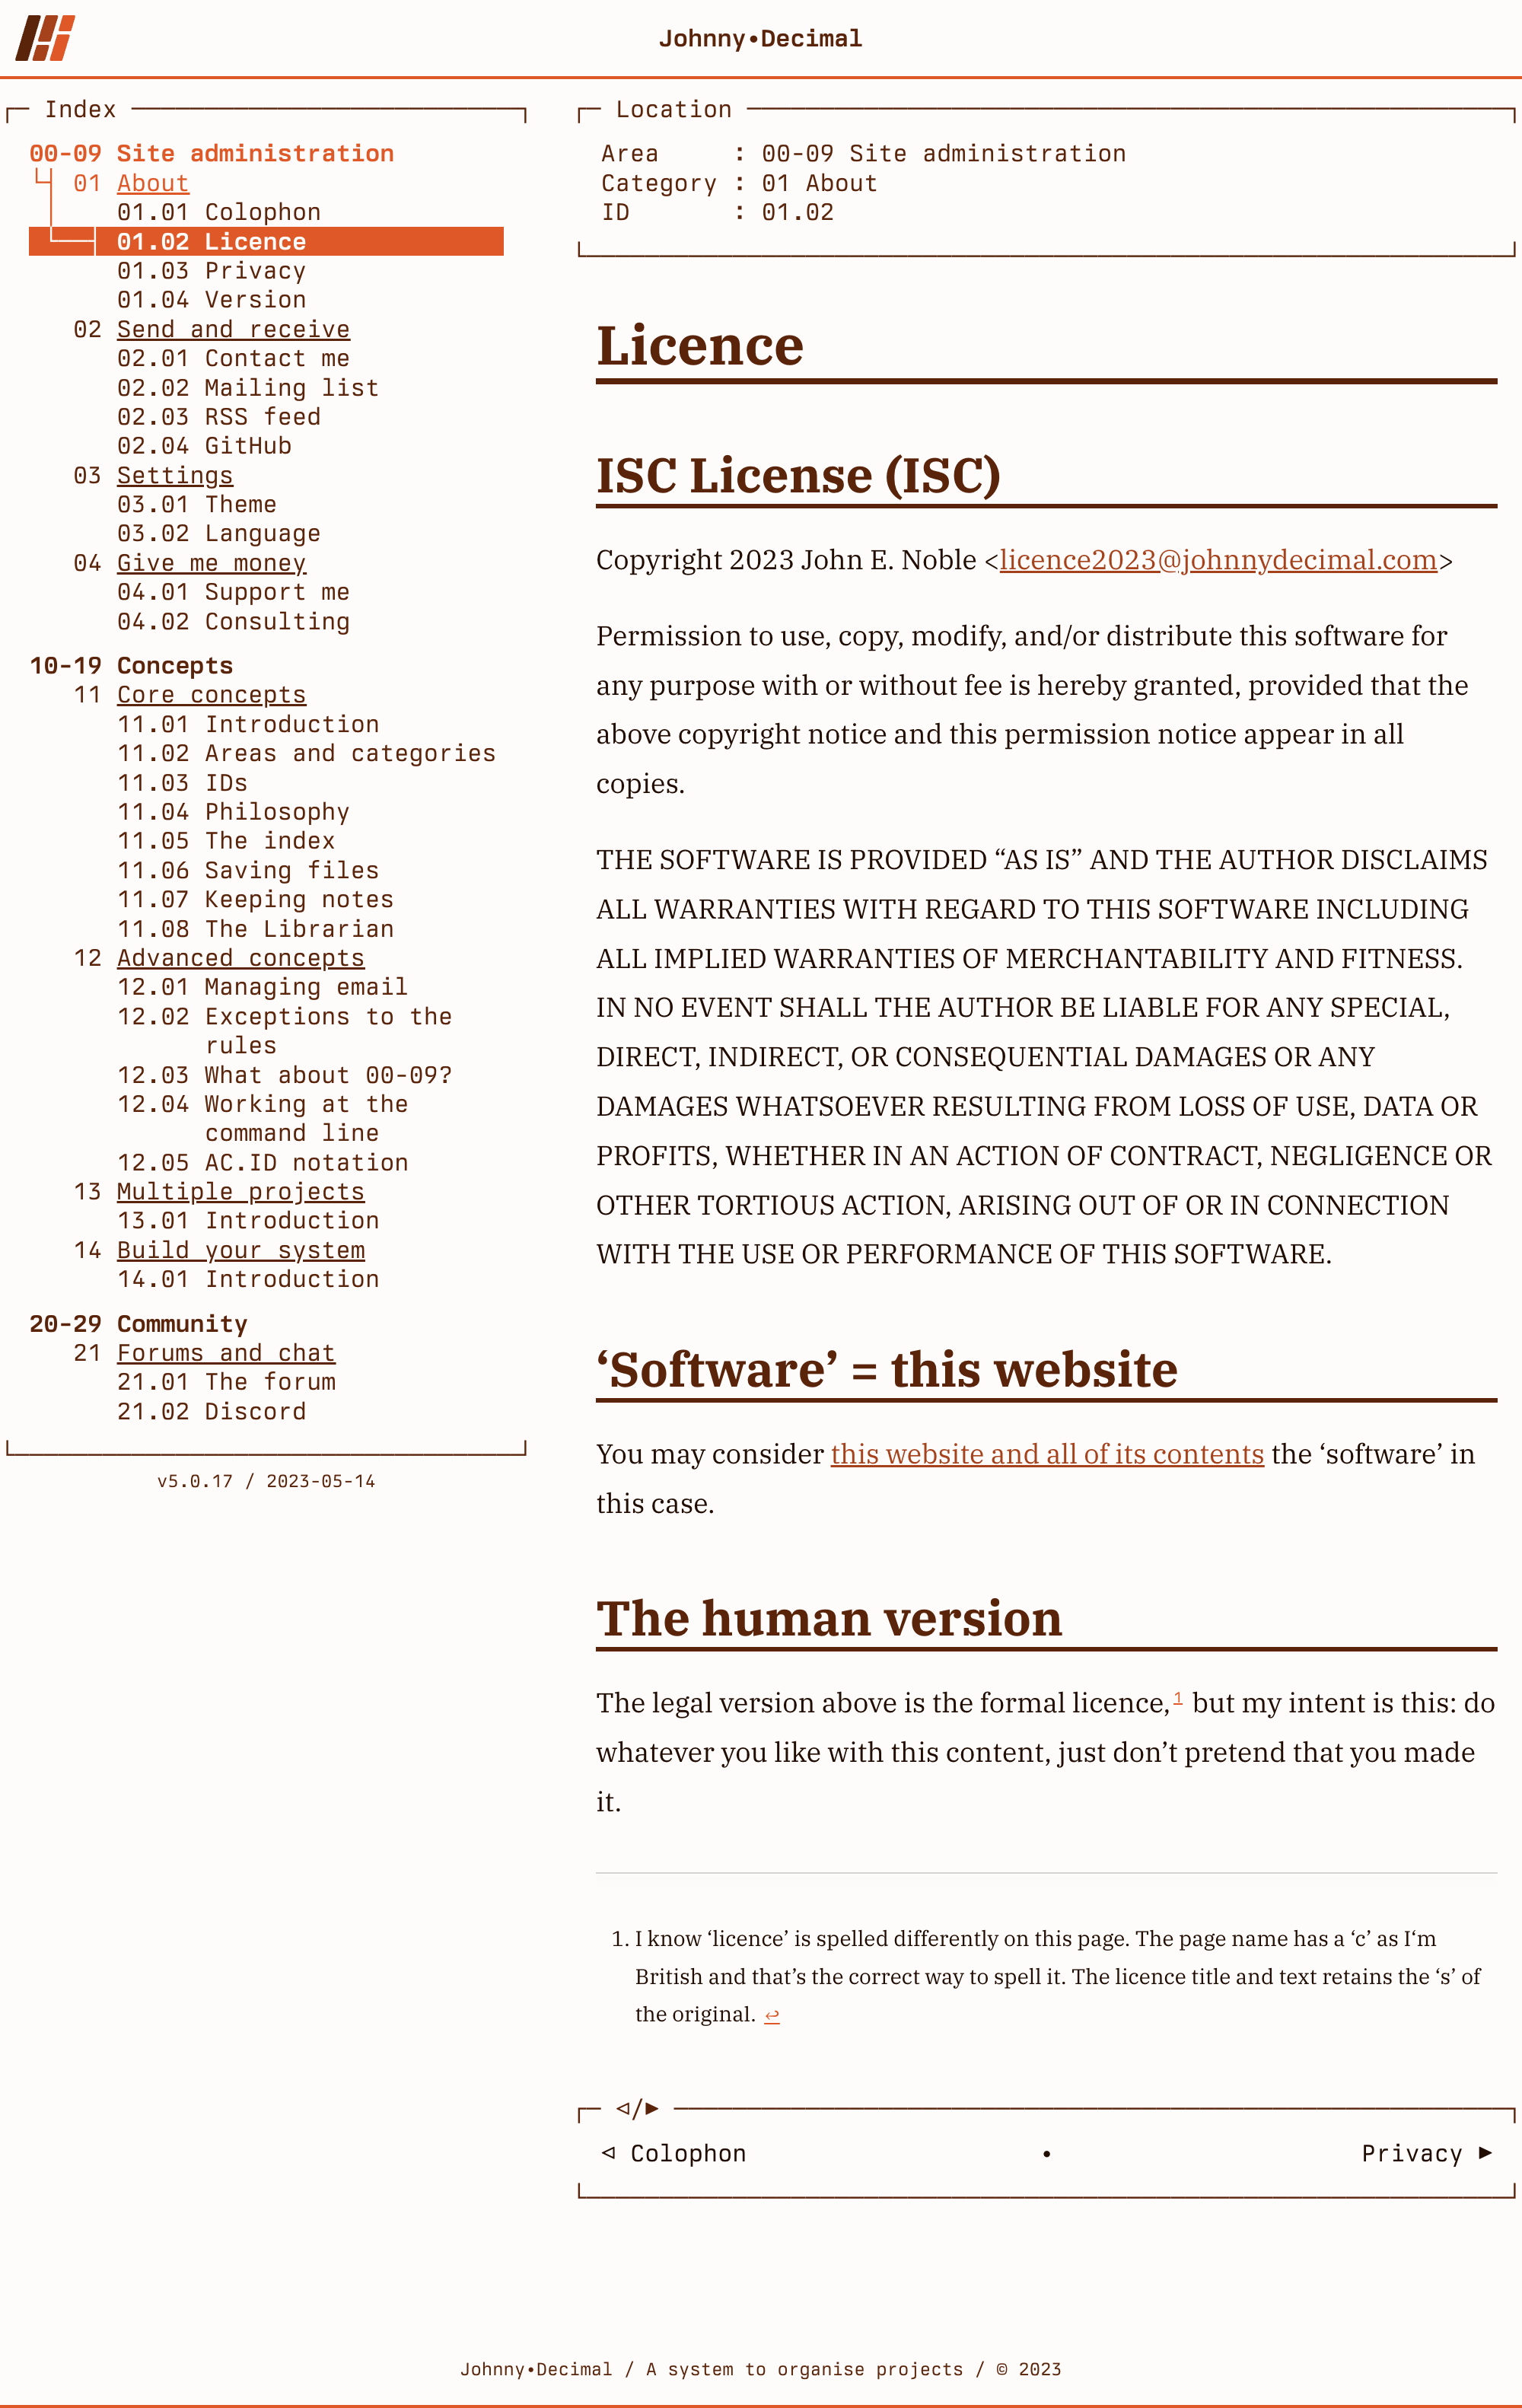 Johnny•Decimal
Index
00-09 Site administration
01 About
01.01 Colophon
01.02 Licence
01.03 Privacy
01.04 Version
02 Send and receive
02.01 Contact me
02.02 Mailing list
02.03 RSS feed
02.04 GitHub
03 Settings
03.01 Theme
03.02 Language
04 Give me money
04.01 Support me
04.02 Consulting
10-19 Concepts
11 Core concepts
11.01 Introduction
11.02 Areas and categories
11.03 IDs
11.04 Philosophy
11.05 The index
11.06 Saving files
11.07 Keeping notes
11.08 The Librarian
12 Advanced concepts
12.01 Managing email
12.02 Exceptions to the
rules
12.03 What about 00-09?
12.04 Working at the
command line
12.05 AC.ID notation
13 Multiple projects
13.01 Introduction
14 Build your system
14.01 Introduction
20-29 Community
21 Forums and chat
21.01 The forum
21.02 Discord
v5.0.17 / 2023-05-14
Location
Area : 00-09 Site administration
Category : 01 About
ID : 01.02
Licence
ISC License (ISC)
Copyright 2023 John E. Noble <licence2023@johnnydecimal.com>
Permission to use, copy, modify, and/or distribute this software for
any purpose with or without fee is hereby granted, provided that the
above copyright notice and this permission notice appear in all
copies.
THE SOFTWARE IS PROVIDED “AS IS” AND THE AUTHOR DISCLAIMS
ALL WARRANTIES WITH REGARD TO THIS SOFTWARE INCLUDING
ALL IMPLIED WARRANTIES OF MERCHANTABILITY AND FITNESS.
IN NO EVENT SHALL THE AUTHOR BE LIABLE FOR ANY SPECIAL,
DIRECT, INDIRECT, OR CONSEQUENTIAL DAMAGES OR ANY
DAMAGES WHATSOEVER RESULTING FROM LOSS OF USE, DATA OR
PROFITS, WHETHER IN AN ACTION OF CONTRACT, NEGLIGENCE OR
OTHER TORTIOUS ACTION, ARISING OUT OF OR IN CONNECTION
WITH THE USE OR PERFORMANCE OF THIS SOFTWARE.
‘Software’ = this website
You may consider this website and all of its contents the ‘software’ in
this case.
The human version
The legal version above is the formal licence,1 but my intent is this: do
whatever you like with this content, just don’t pretend that you made
it.
1. I know ‘licence’ is spelled differently on this page. The page name has a ‘c’ as I‘m
British and that’s the correct way to spell it. The licence title and text retains the ‘s’ of
the original. ↩
◁/▶
◁ Colophon • Privacy ▶
Johnny•Decimal / A system to organise projects / © 2023